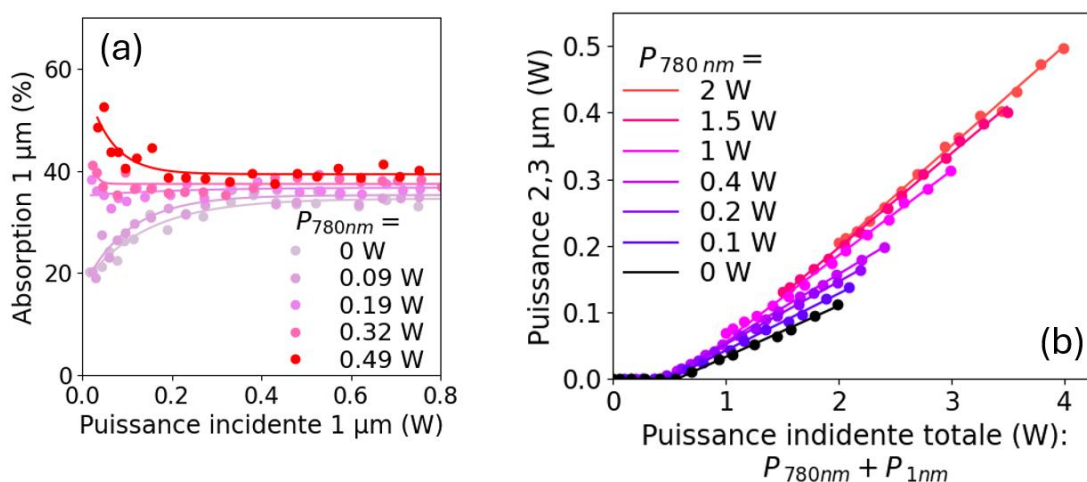 (a)
Absorption 1 µm (%)
60
40
20
0
P780nm =
0 W
0.09 W
0.19 W
0.32 W
0.49 W
0.0 0.2 0.4 0.6 0.8
Puissance incidente 1 µm (W)
(b)
Puissance 2,3 µm (W)
0.5
0.4
0.3
0.2
0.1
0.0
P780 nm =
2 W
1.5 W
1 W
0.4 W
0.2 W
0.1 W
0 W
0 1 2 3 4
Puissance indidente totale (W):
P780nm + P1nm